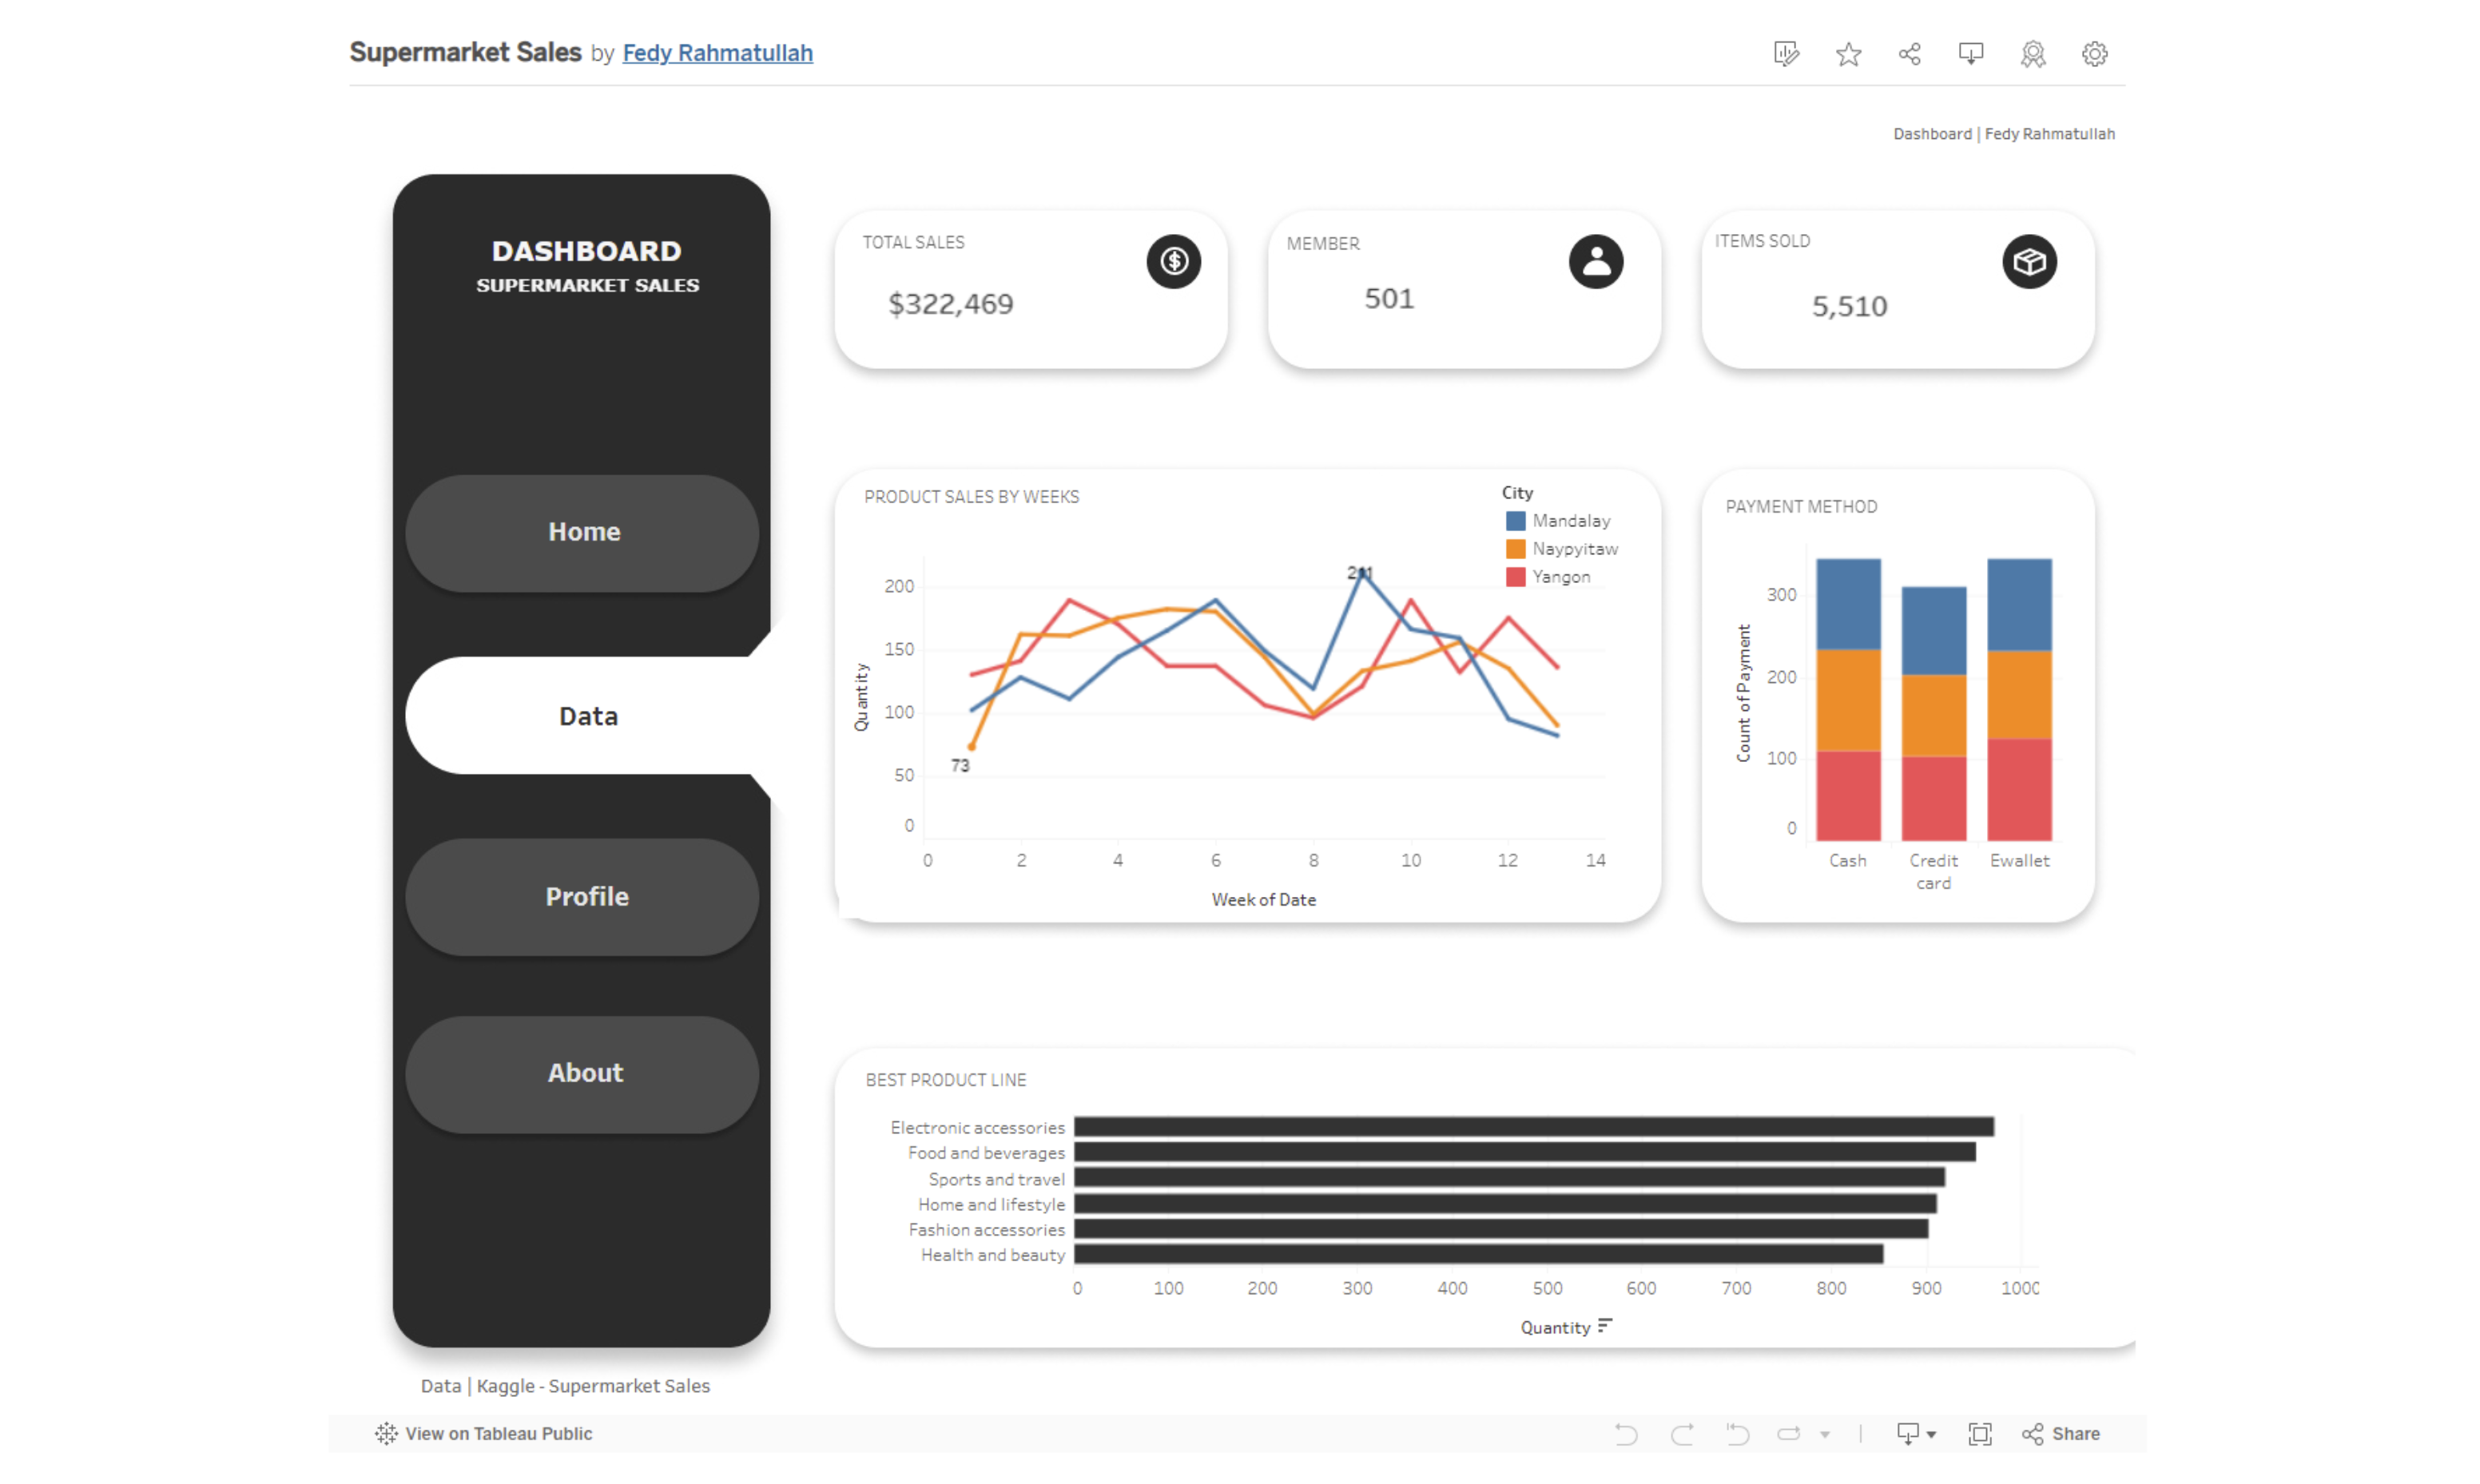 Supermarket Sales by Fedy Rahmatullah
Dashboard | Fedy Rahmatullah
DASHBOARD
SUPERMARKET SALES
Home
Data
Profile
About
Data | Kaggle - Supermarket Sales
TOTAL SALES
$322,469
MEMBER
501
ITEMS SOLD
5,510
PRODUCT SALES BY WEEKS
City
Mandalay
Naypyitaw
Yangon
Quantity
200
150
100
50
0
73
0 2 4 6 8 10 12 14
Week of Date
PAYMENT METHOD
Count of Payment
300
200
100
0
Cash
Credit card
Ewallet
BEST PRODUCT LINE
Electronic accessories
Food and beverages
Sports and travel
Home and lifestyle
Fashion accessories
Health and beauty
0 100 200 300 400 500 600 700 800 900 1000
Quantity
View on Tableau Public
Share